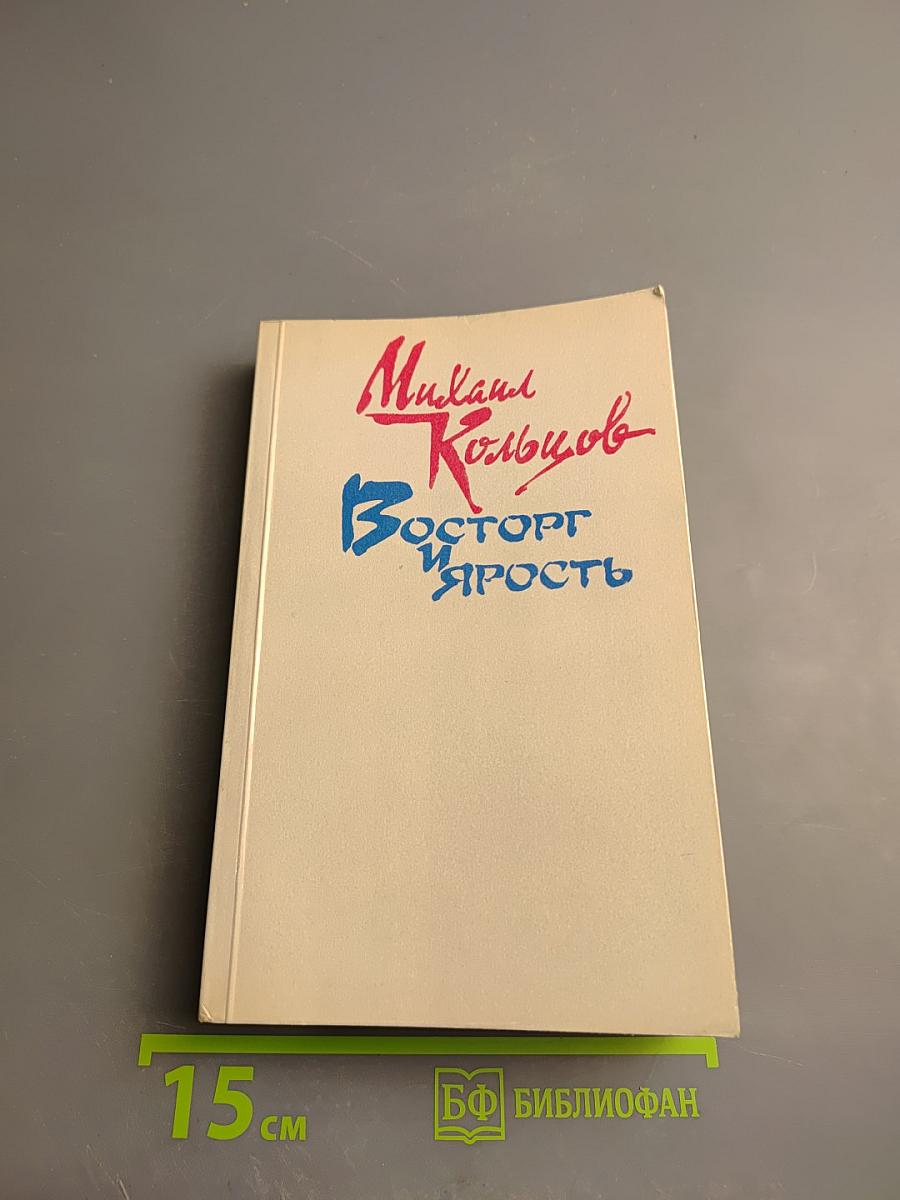 Михаил
Кольцов
Восторг
и
ярость
15 см
БФ БИБЛИОФАН